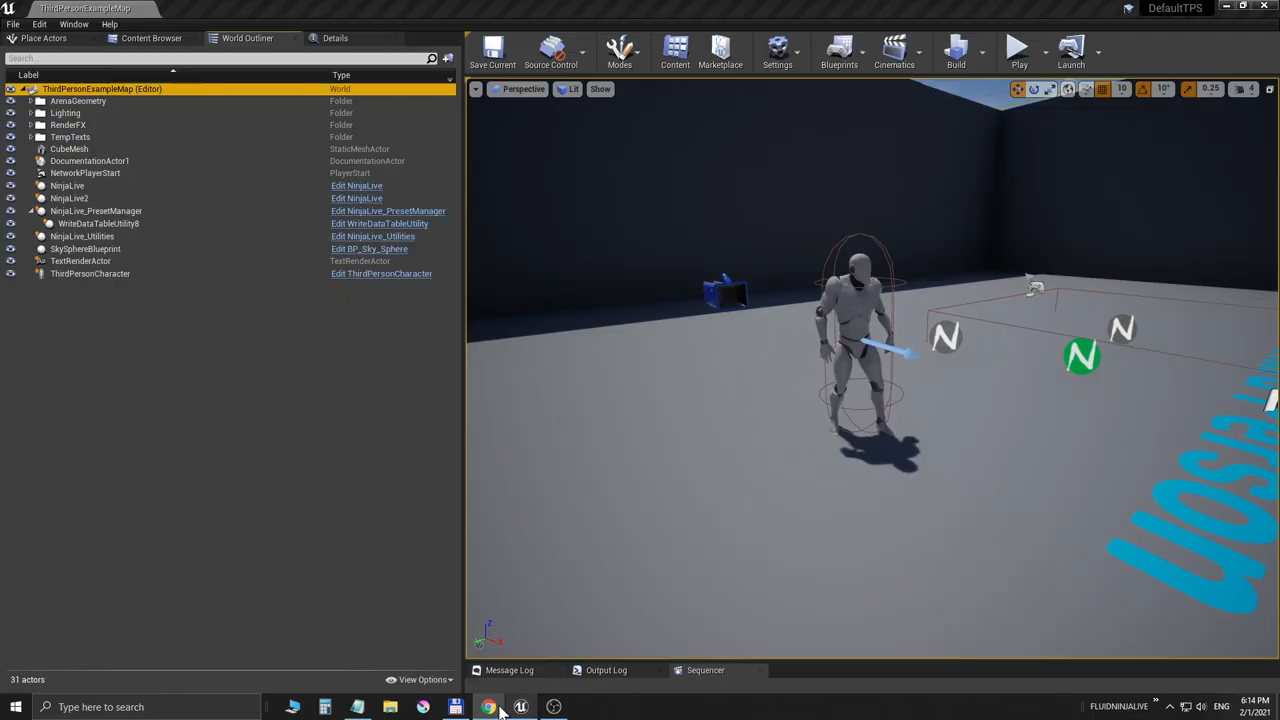 ThirdPersonExampleMap
DefaultTPS
File Edit Window Help
Place Actors Content Browser World Outliner Details
Search...
Save Current Source Control Modes Content Marketplace Settings Blueprints Cinematics Build Play Launch
Label Type
Perspective Lit Show 10 10° 0.25 4
ThirdPersonExampleMap (Editor) World
ArenaGeometry Folder
Lighting Folder
RenderFX Folder
TempTexts Folder
CubeMesh StaticMeshActor
DocumentationActor1 DocumentationActor
NetworkPlayerStart PlayerStart
NinjaLive Edit NinjaLive
NinjaLive2 Edit NinjaLive
NinjaLive_PresetManager Edit NinjaLive_PresetManager
WriteDataTableUtility8 Edit WriteDataTableUtility
NinjaLive_Utilities Edit NinjaLive_Utilities
SkySphereBlueprint Edit BP_Sky_Sphere
TextRenderActor TextRenderActor
ThirdPersonCharacter Edit ThirdPersonCharacter
N N N
Z
X
31 actors View Options
Message Log Output Log Sequencer
Type here to search
FLUIDNINJALIVE ENG
6:14 PM
2/1/2021